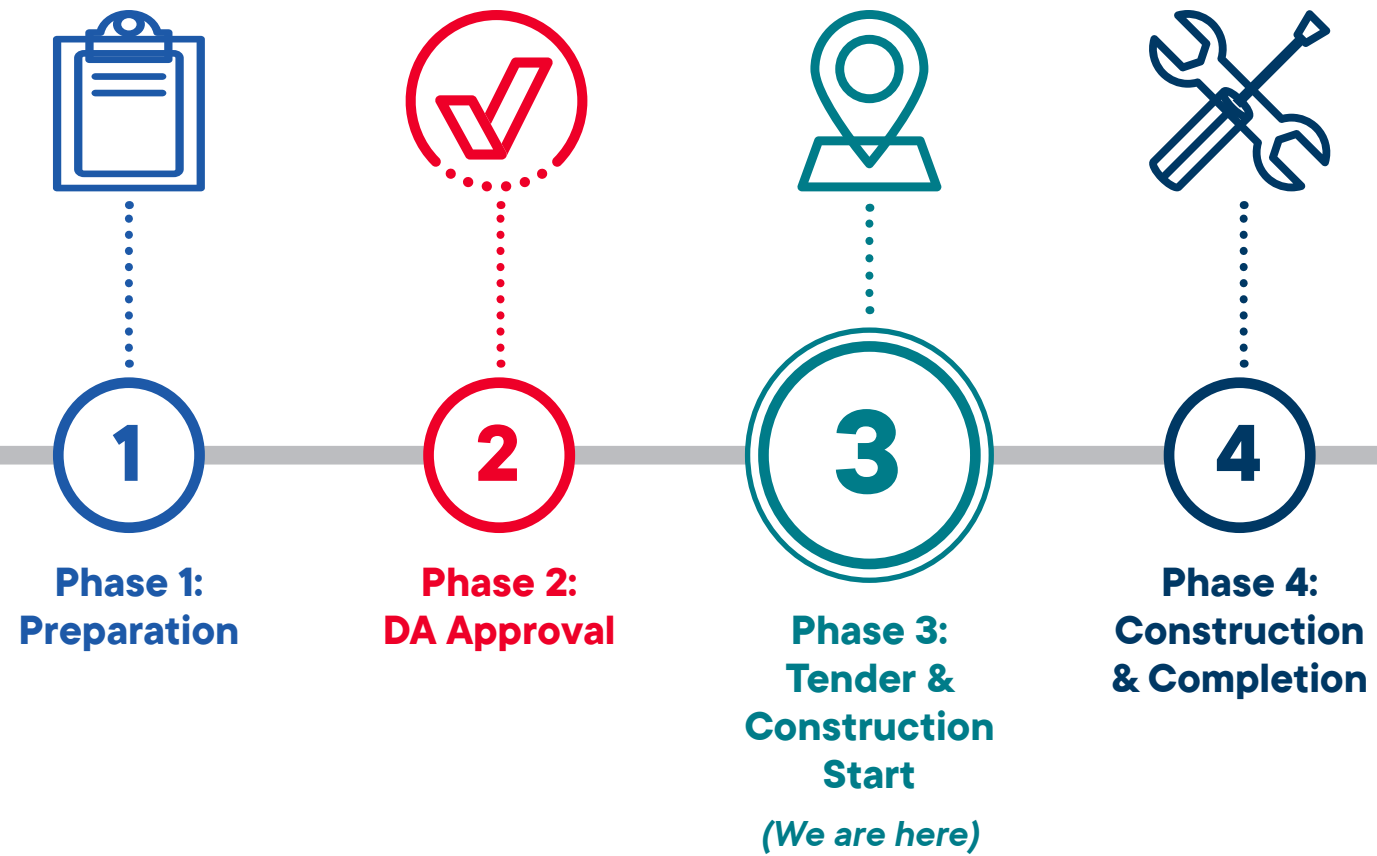 1
2
3
4
Phase 1:
Preparation
Phase 2:
DA Approval
Phase 3:
Tender &
Construction
Start
(We are here)
Phase 4:
Construction
& Completion